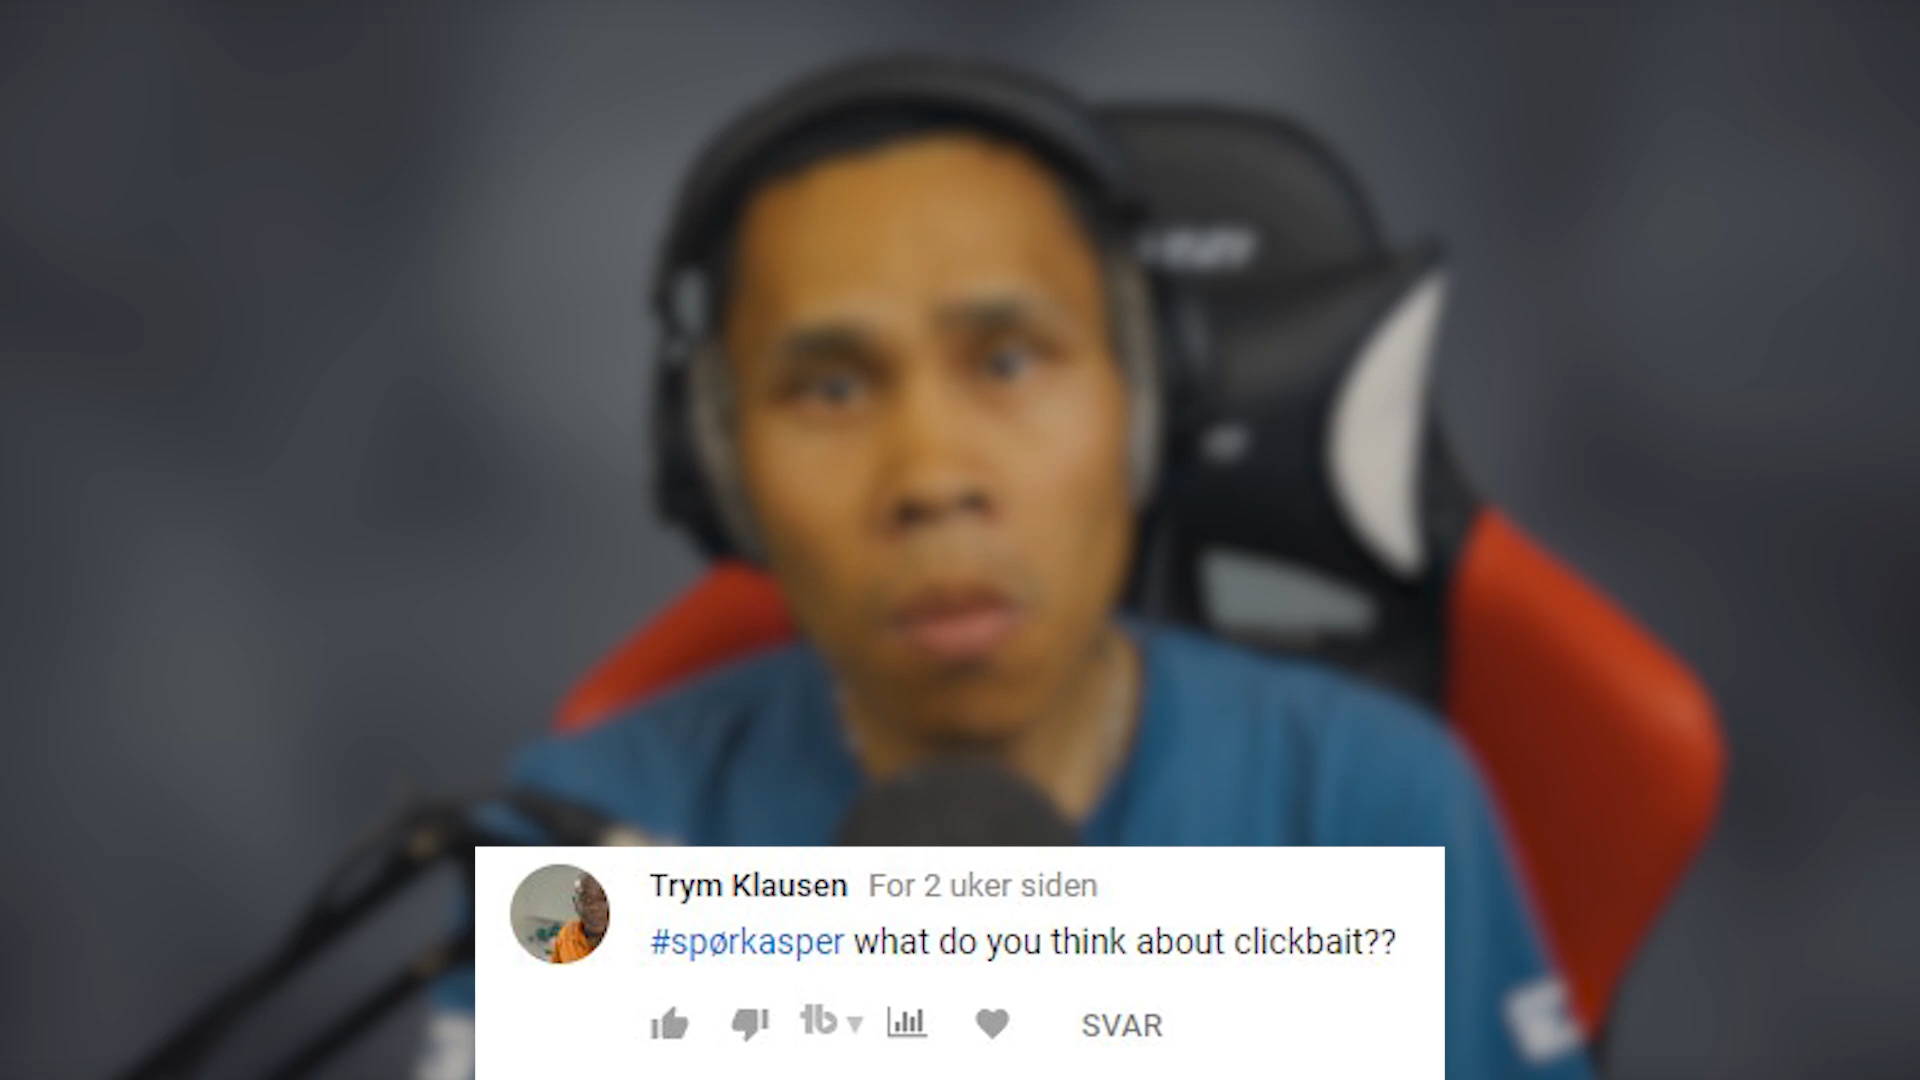 Trym Klausen For 2 uker siden
#spørkasper what do you think about clickbait??
SVAR